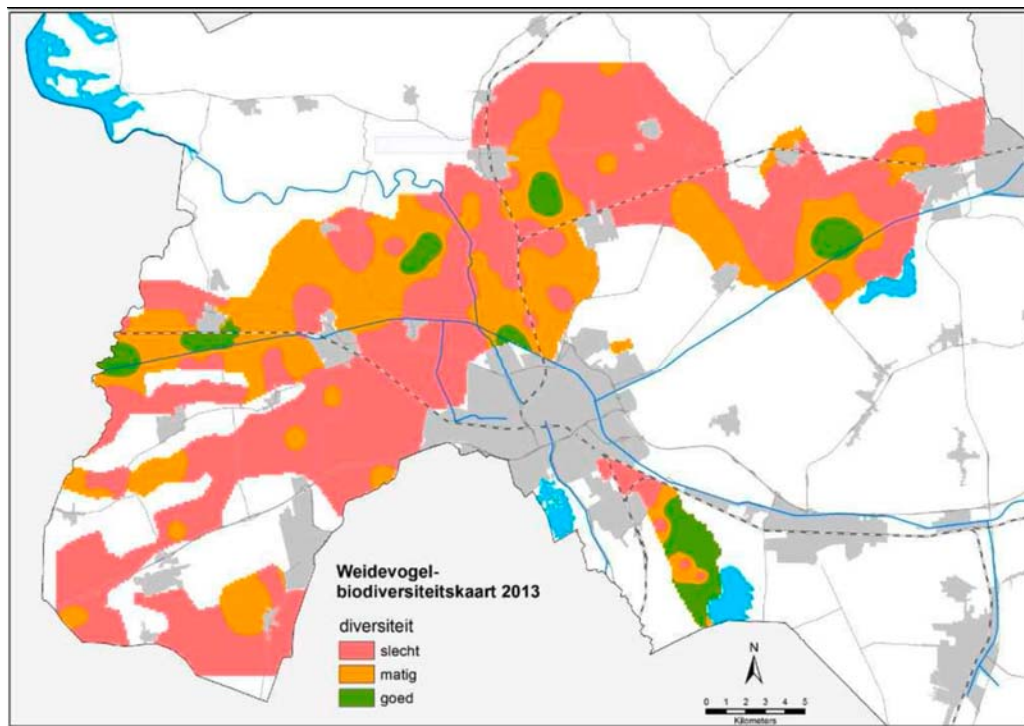 Weidevogel-
biodiversiteitskaart 2013
diversiteit
slecht
matig
goed
N
0 1 2 3 4 5
Kilometers